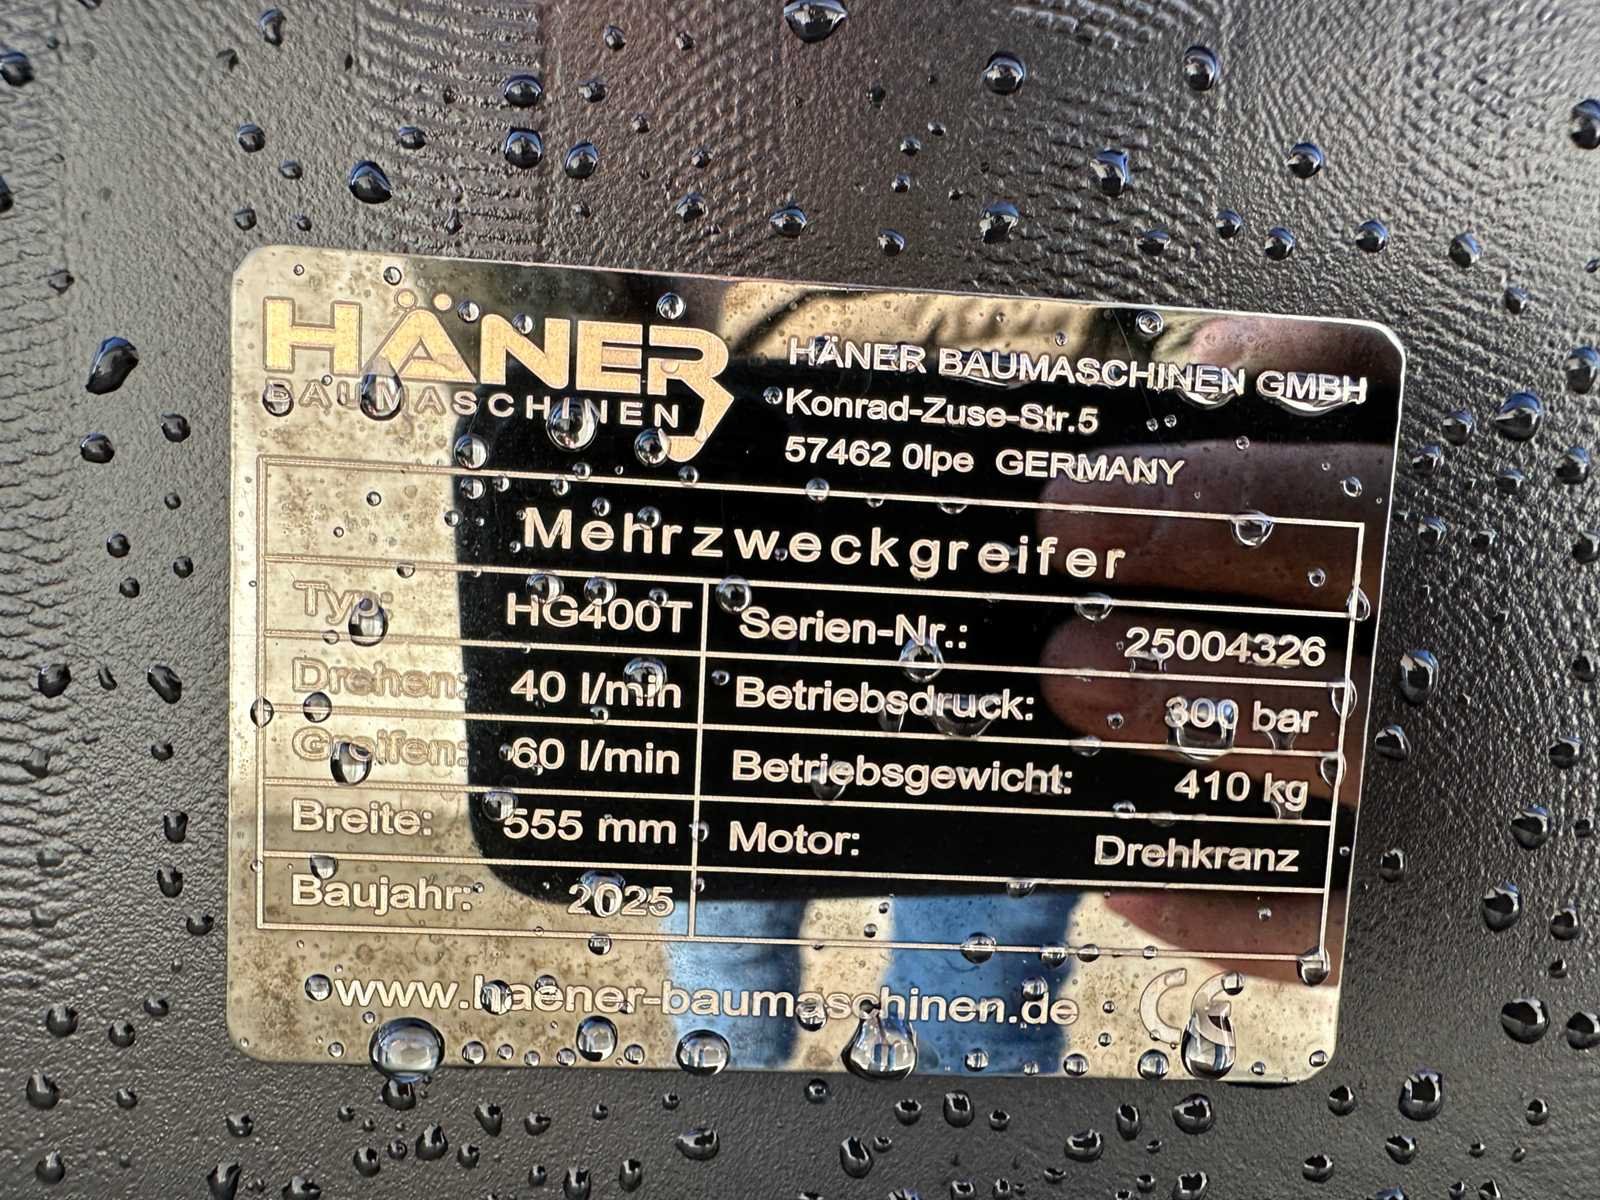 HÄNER
BAUMASCHINEN
HÄNER BAUMASCHINEN GMBH
Konrad-Zuse-Str.5
57462 Olpe GERMANY
Mehrzweckgreifer
Typ: HG400T Serien-Nr.: 25004326
Drehen: 40 l/min Betriebsdruck: 300 bar
Greifen: 60 l/min Betriebsgewicht: 410 kg
Breite: 555 mm Motor: Drehkranz
Baujahr: 2025
www.haener-baumaschinen.de CE